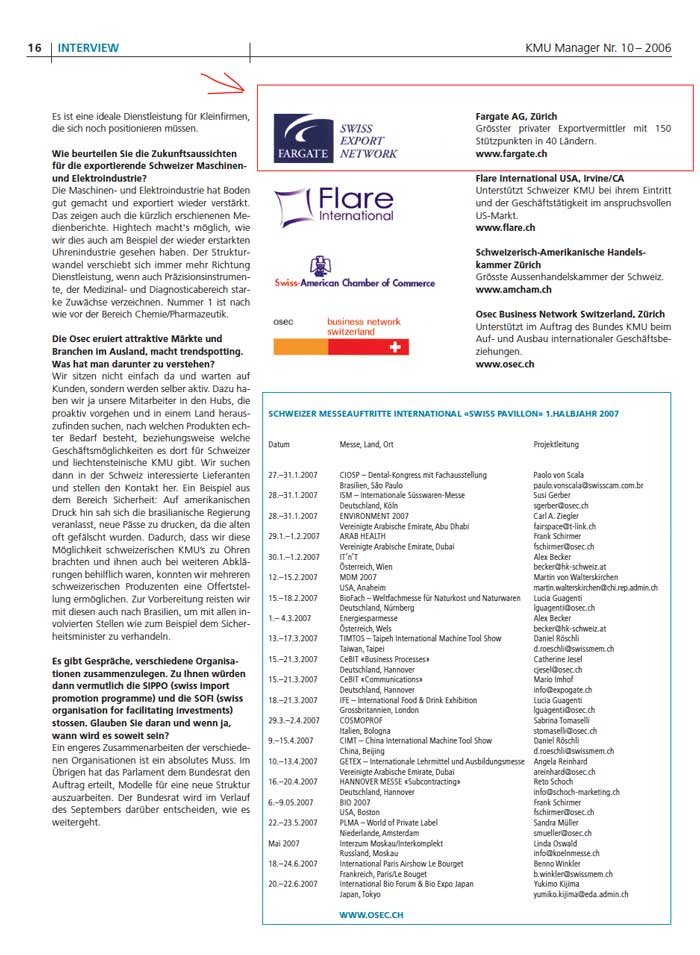 16 INTERVIEW
KMU Manager Nr. 10 – 2006
Es ist eine ideale Dienstleistung für Kleinfirmen,
die sich noch positionieren müssen.
Wie beurteilen Sie die Zukunftsaussichten
für die exportierende Schweizer Maschinen-
und Elektroindustrie?
Die Maschinen- und Elektroindustrie hat Boden
gut gemacht und exportiert wieder verstärkt.
Das zeigen auch die kürzlich erschienenen Me-
dienberichte. Hightech macht's möglich, wie
wir dies auch am Beispiel der wieder erstarkten
Uhrenindustrie gesehen haben. Der Struktur-
wandel verschiebt sich immer mehr Richtung
Dienstleistung, wenn auch Präzisionsinstrumen-
te, der Medizinal- und Diagnosticabereich star-
ke Zuwächse verzeichnen. Nummer 1 ist nach
wie vor der Bereich Chemie/Pharmazeutik.
Die Osec eruiert attraktive Märkte und
Branchen im Ausland, macht trendspotting.
Was hat man darunter zu verstehen?
Wir sitzen nicht einfach da und warten auf
Kunden, sondern werden selber aktiv. Dazu ha-
ben wir ja unsere Mitarbeiter in den Hubs, die
proaktiv vorgehen und in einem Land heraus-
zufinden suchen, nach welchen Produkten ech-
ter Bedarf besteht, beziehungsweise welche
Geschäftsmöglichkeiten es dort für Schweizer
und liechtensteinische KMU gibt. Wir suchen
dann in der Schweiz interessierte Lieferanten
und stellen den Kontakt her. Ein Beispiel aus
dem Bereich Sicherheit: Auf amerikanischen
Druck hin sah sich die brasilianische Regierung
veranlasst, neue Pässe zu drucken, da die alten
oft gefälscht wurden. Dadurch, dass wir diese
Möglichkeit schweizerischen KMU's zu Ohren
brachten und ihnen auch bei weiteren Abklä-
rungen behilflich waren, konnten wir mehreren
schweizerischen Produzenten eine Offertstel-
lung ermöglichen. Zur Vorbereitung reisten wir
mit diesen auch nach Brasilien, um mit allen in-
volvierten Stellen wie zum Beispiel dem Sicher-
heitsminister zu verhandeln.
Es gibt Gespräche, verschiedene Organisa-
tionen zusammenzulegen. Zu Ihnen würden
dann vermutlich die SIPPO (swiss import
promotion programme) und die SOFI (swiss
organisation for facilitating investments)
stossen. Glauben Sie daran und wenn ja,
wann wird es soweit sein?
Ein engeres Zusammenarbeiten der verschiede-
nen Organisationen ist ein absolutes Muss. Im
Übrigen hat das Parlament dem Bundesrat den
Auftrag erteilt, Modelle für eine neue Struktur
auszuarbeiten. Der Bundesrat wird im Verlauf
des Septembers darüber entscheiden, wie es
weitergeht.
FARGATE
SWISS
EXPORT
NETWORK
Fargate AG, Zürich
Grösster privater Exportvermittler mit 150
Stützpunkten in 40 Ländern.
www.fargate.ch
Flare
International
Flare International USA, Irvine/CA
Unterstützt Schweizer KMU bei ihrem Eintritt
und der Geschäftstätigkeit im anspruchsvollen
US-Markt.
www.flare.ch
Swiss-American Chamber of Commerce
Schweizerisch-Amerikanische Handels-
kammer Zürich
Grösste Aussenhandelskammer der Schweiz.
www.amcham.ch
osec business network
switzerland
Osec Business Network Switzerland, Zürich
Unterstützt im Auftrag des Bundes KMU beim
Auf- und Ausbau internationaler Geschäftsbe-
ziehungen.
www.osec.ch
SCHWEIZER MESSEAUFTRITTE INTERNATIONAL «SWISS PAVILLON» 1.HALBJAHR 2007
Datum Messe, Land, Ort Projektleitung
27.–31.1.2007 CIOSP – Dental-Kongress mit Fachausstellung Paolo von Scala
Brasilien, São Paulo paulo.vonscala@swisscam.com.br
28.–31.1.2007 ISM – Internationale Süsswaren-Messe Susi Gerber
Deutschland, Köln sgerber@osec.ch
28.–31.1.2007 ENVIRONMENT 2007 Carl A. Ziegler
Vereinigte Arabische Emirate, Abu Dhabi fairspace@t-link.ch
29.1.–1.2.2007 ARAB HEALTH Frank Schirmer
Vereinigte Arabische Emirate, Dubai fschirmer@osec.ch
30.1.–1.2.2007 IT'n'T Alex Becker
Österreich, Wien becker@hk-schweiz.at
12.–15.2.2007 MDM 2007 Martin von Walterskirchen
USA, Anaheim martin.walterskirchen@chi.rep.admin.ch
15.–18.2.2007 BioFach – Weltfachmesse für Naturkost und Naturwaren Lucia Guagenti
Deutschland, Nürnberg lguagenti@osec.ch
1.– 4.3.2007 Energiesparmesse Alex Becker
Österreich, Wels becker@hk-schweiz.at
13.–17.3.2007 TIMTOS – Taipeh International Machine Tool Show Daniel Röschli
Taiwan, Taipei d.roeschli@swissmem.ch
15.–21.3.2007 CeBIT «Business Processes» Catherine Jesel
Deutschland, Hannover cjesel@osec.ch
15.–21.3.2007 CeBIT «Communications» Mario Imhof
Deutschland, Hannover info@expogate.ch
18.–21.3.2007 IFE – International Food & Drink Exhibition Lucia Guagenti
Grossbritannien, London lguagenti@osec.ch
29.3.–2.4.2007 COSMOPROF Sabrina Tomaselli
Italien, Bologna stomaselli@osec.ch
9.–15.4.2007 CIMT – China International Machine Tool Show Daniel Röschli
China, Beijing d.roeschli@swissmem.ch
10.–13.4.2007 GETEX – Internationale Lehrmittel und Ausbildungsmesse Angela Reinhard
Vereinigte Arabische Emirate, Dubai areinhard@osec.ch
16.–20.4.2007 HANNOVER MESSE «Subcontracting» Reto Schoch
Deutschland, Hannover info@schoch-marketing.ch
6.–9.05.2007 BIO 2007 Frank Schirmer
USA, Boston fschirmer@osec.ch
22.–23.5.2007 PLMA – World of Private Label Sandra Müller
Niederlande, Amsterdam smueller@osec.ch
Mai 2007 Interzum Moskau/Interkomplekt Linda Oswald
Russland, Moskau info@koelnmesse.ch
18.–24.6.2007 International Paris Airshow Le Bourget Benno Winkler
Frankreich, Paris/Le Bouget b.winkler@swissmem.ch
20.–22.6.2007 International Bio Forum & Bio Expo Japan Yukimo Kijima
Japan, Tokyo yumiko.kijima@eda.admin.ch
WWW.OSEC.CH